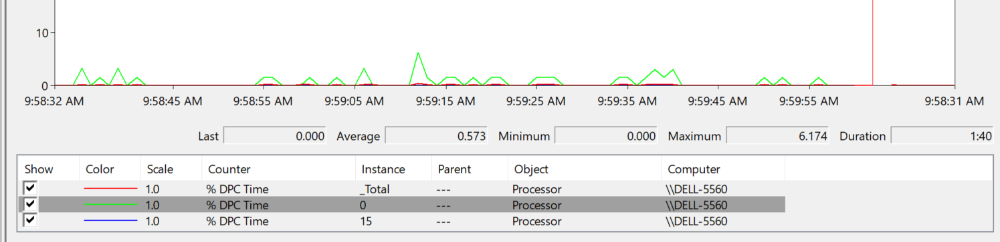 10
0
9:58:32 AM 9:58:45 AM 9:58:55 AM 9:59:05 AM 9:59:15 AM 9:59:25 AM 9:59:35 AM 9:59:45 AM 9:59:55 AM 9:58:31 AM
Last 0.000 Average 0.573 Minimum 0.000 Maximum 6.174 Duration 1:40
Show Color Scale Counter Instance Parent Object Computer
1.0 % DPC Time _Total --- Processor \\DELL-5560
1.0 % DPC Time 0 --- Processor \\DELL-5560
1.0 % DPC Time 15 --- Processor \\DELL-5560